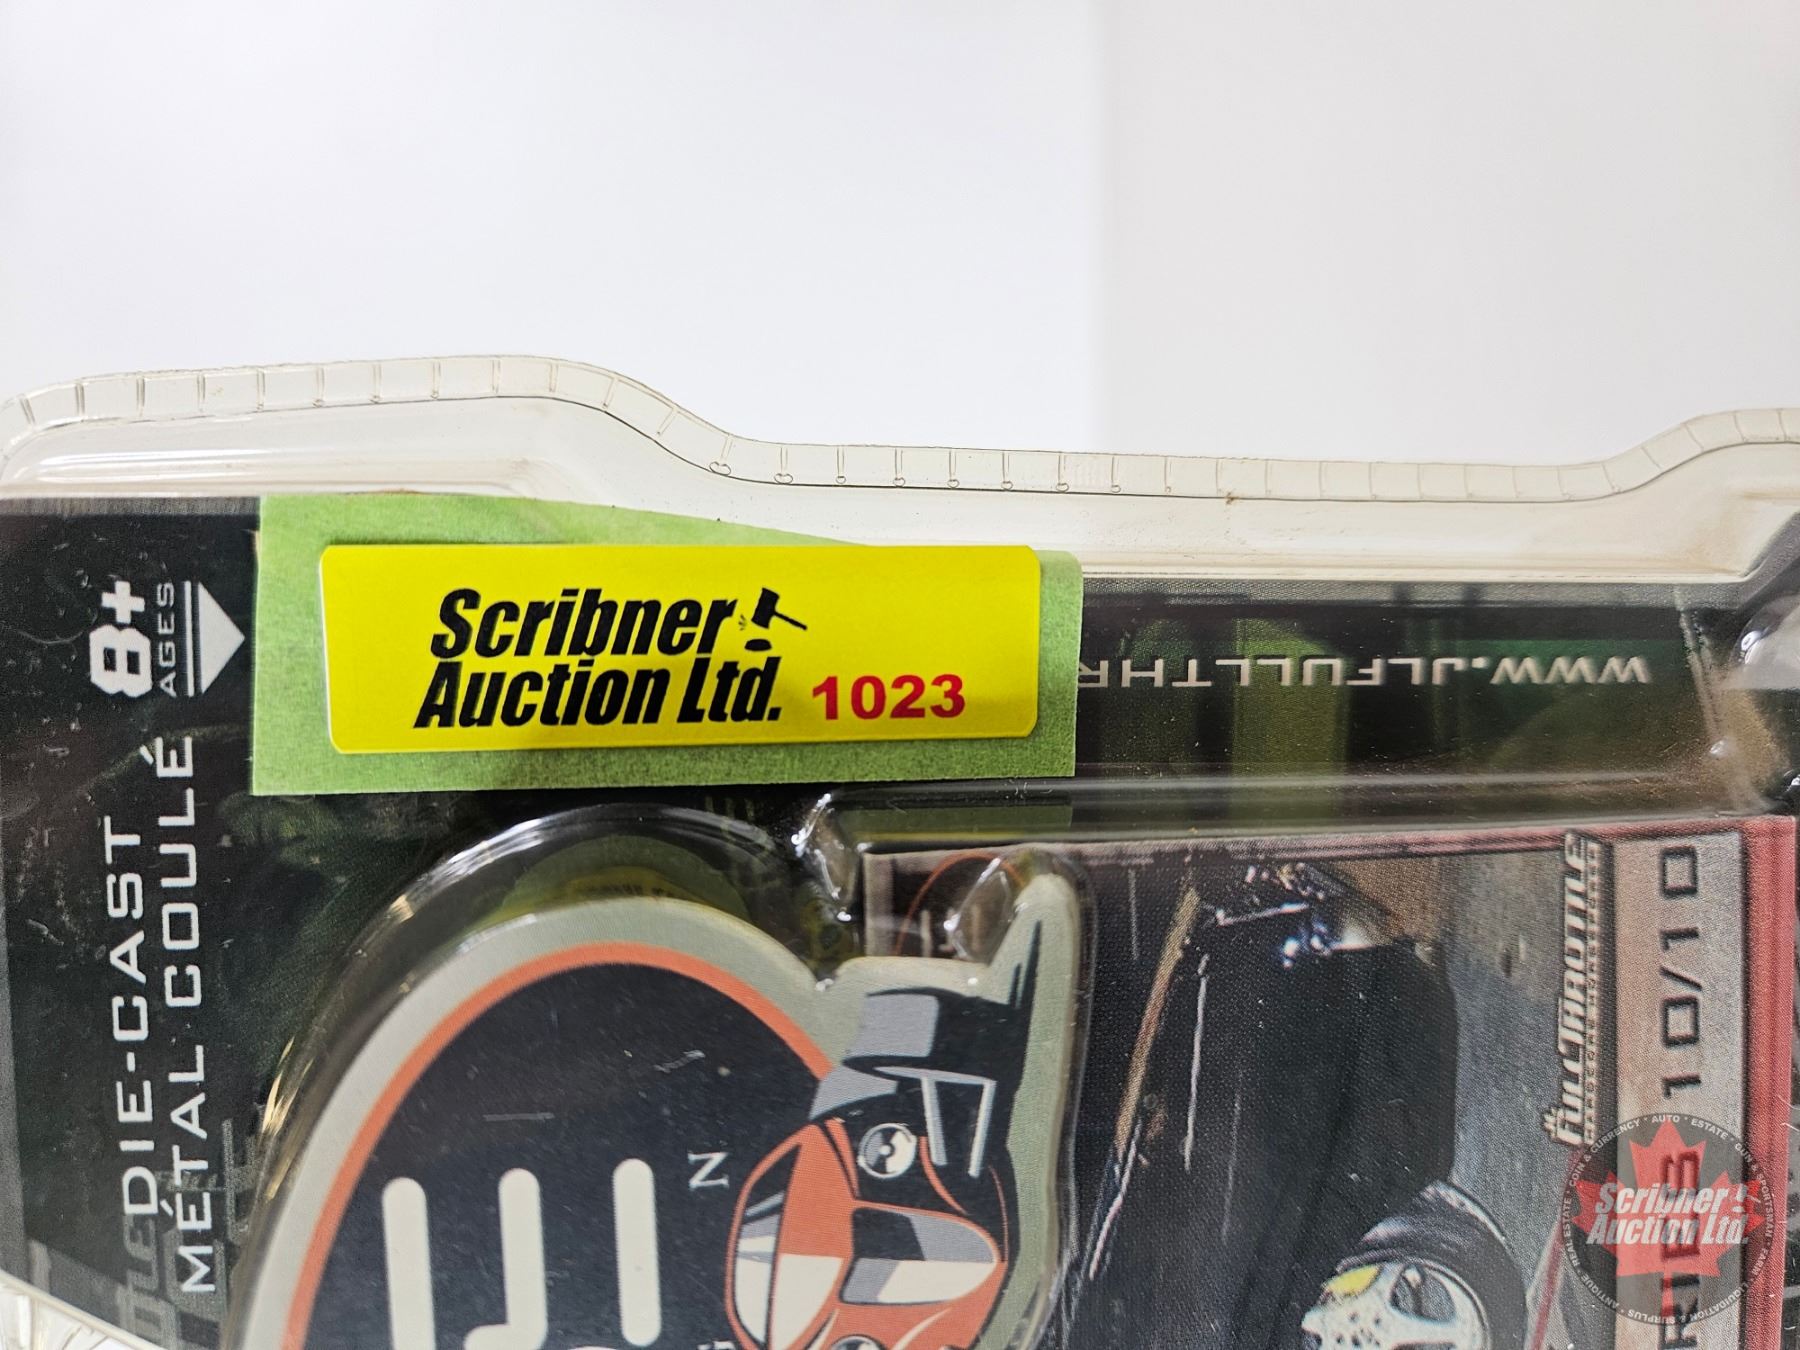 Scribner
Auction Ltd. 1023
8+
AGES
DIE-CAST
MÉTAL COULÉ
WWW.JLFULLTHR
FULLTHROTTLE
10/10
N
Scribner
Auction Ltd.